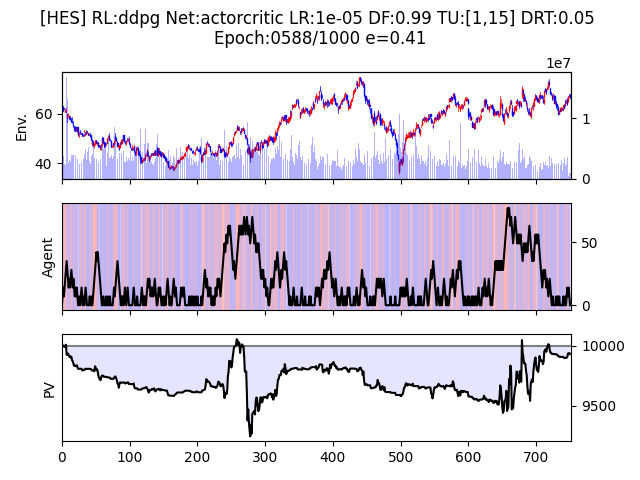 [HES] RL:ddpg Net:actorcritic LR:1e-05 DF:0.99 TU:[1,15] DRT:0.05
Epoch:0588/1000 e=0.41
1e7
Env.
60
40
1
0
Agent
50
0
PV
10000
9500
0 100 200 300 400 500 600 700